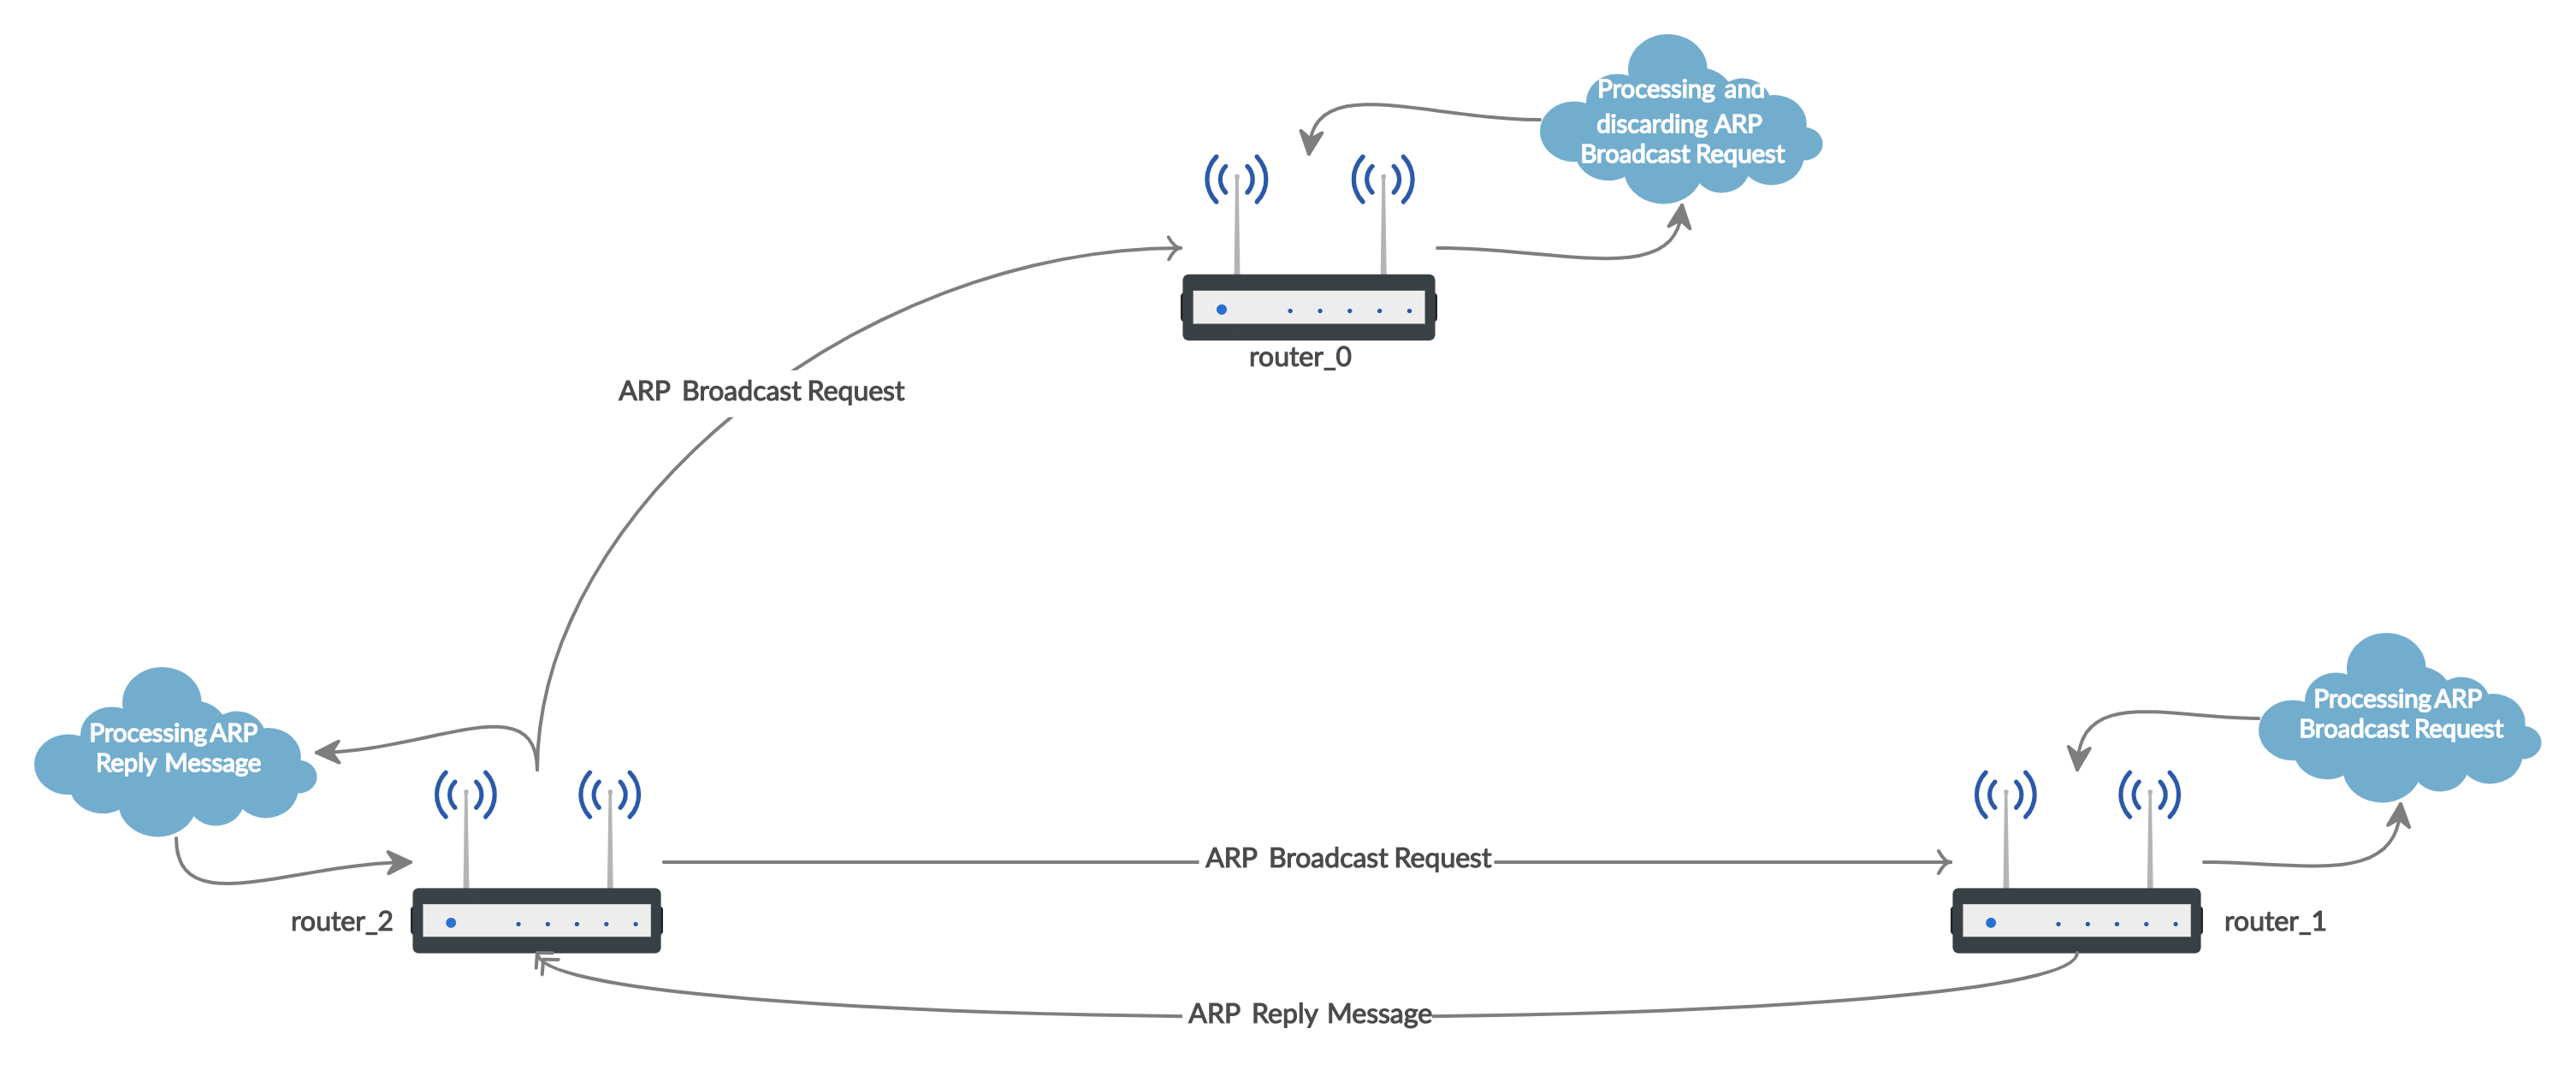 Processing and
discarding ARP
Broadcast Request
router_0
ARP Broadcast Request
Processing ARP
Reply Message
Processing ARP
Broadcast Request
ARP Broadcast Request
router_2
router_1
ARP Reply Message